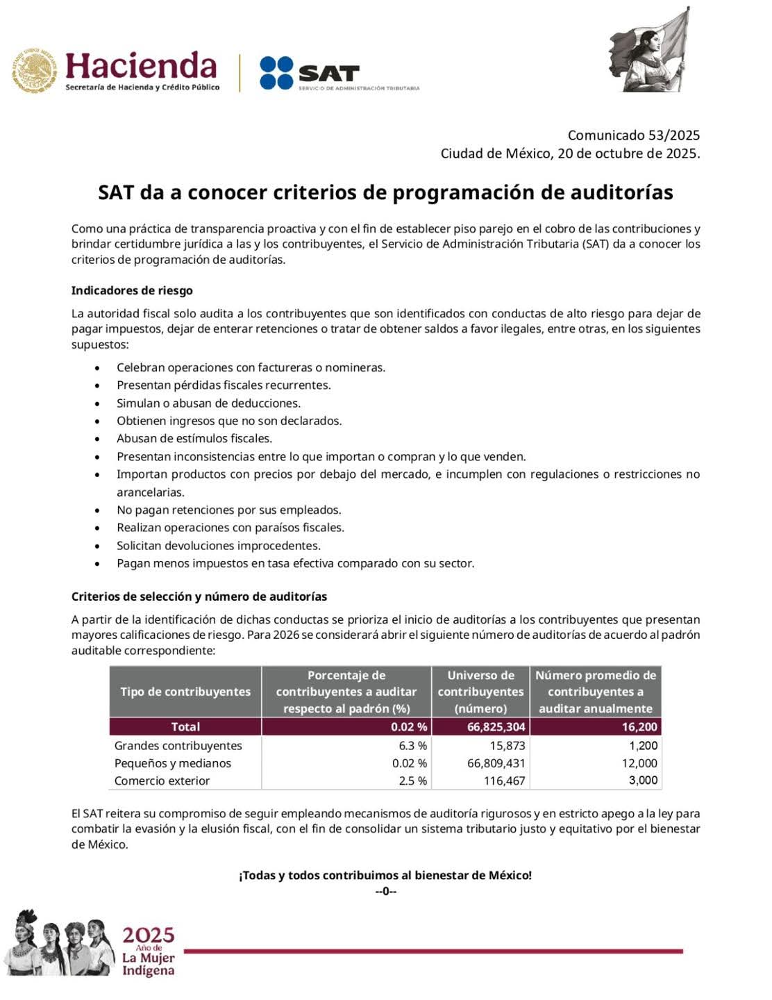 Hacienda
Secretaría de Hacienda y Crédito Público
SAT
SERVICIO DE ADMINISTRACIÓN TRIBUTARIA
Comunicado 53/2025
Ciudad de México, 20 de octubre de 2025.
SAT da a conocer criterios de programación de auditorías
Como una práctica de transparencia proactiva y con el fin de establecer piso parejo en el cobro de las contribuciones y
brindar certidumbre jurídica a las y los contribuyentes, el Servicio de Administración Tributaria (SAT) da a conocer los
criterios de programación de auditorías.
Indicadores de riesgo
La autoridad fiscal solo audita a los contribuyentes que son identificados con conductas de alto riesgo para dejar de
pagar impuestos, dejar de enterar retenciones o tratar de obtener saldos a favor ilegales, entre otras, en los siguientes
supuestos:
• Celebran operaciones con factureras o nomineras.
• Presentan pérdidas fiscales recurrentes.
• Simulan o abusan de deducciones.
• Obtienen ingresos que no son declarados.
• Abusan de estímulos fiscales.
• Presentan inconsistencias entre lo que importan o compran y lo que venden.
• Importan productos con precios por debajo del mercado, e incumplen con regulaciones o restricciones no
arancelarias.
• No pagan retenciones por sus empleados.
• Realizan operaciones con paraísos fiscales.
• Solicitan devoluciones improcedentes.
• Pagan menos impuestos en tasa efectiva comparado con su sector.
Criterios de selección y número de auditorías
A partir de la identificación de dichas conductas se prioriza el inicio de auditorías a los contribuyentes que presentan
mayores calificaciones de riesgo. Para 2026 se considerará abrir el siguiente número de auditorías de acuerdo al padrón
auditable correspondiente:
Tipo de contribuyentes
Porcentaje de
contribuyentes a auditar
respecto al padrón (%)
Universo de
contribuyentes
(número)
Número promedio de
contribuyentes a
auditar anualmente
Total 0.02 % 66,825,304 16,200
Grandes contribuyentes 6.3 % 15,873 1,200
Pequeños y medianos 0.02 % 66,809,431 12,000
Comercio exterior 2.5 % 116,467 3,000
El SAT reitera su compromiso de seguir empleando mecanismos de auditoría rigurosos y en estricto apego a la ley para
combatir la evasión y la elusión fiscal, con el fin de consolidar un sistema tributario justo y equitativo por el bienestar
de México.
¡Todas y todos contribuimos al bienestar de México!
--0--
2025
Año de
La Mujer
Indígena